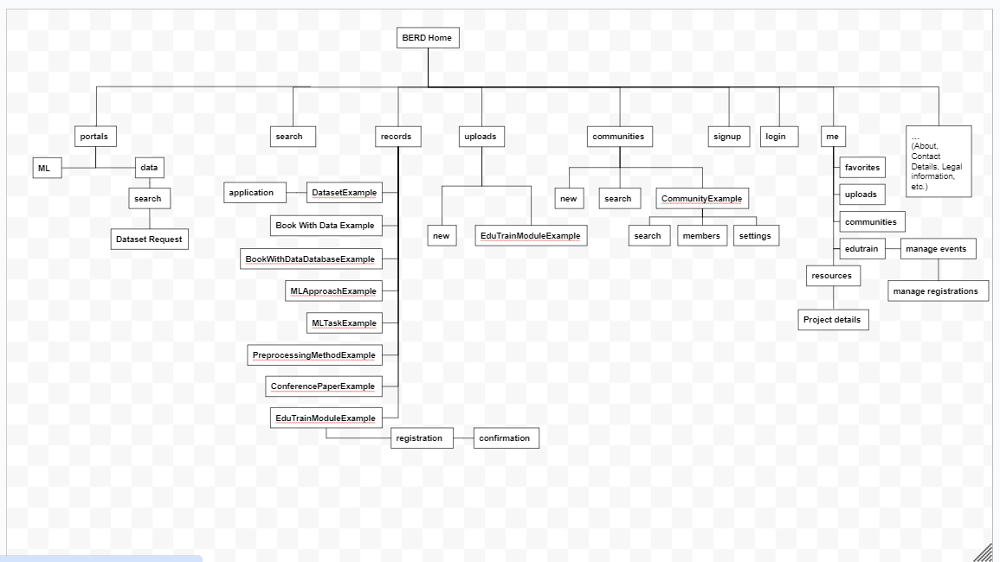 BERD Home
portals
search
records
uploads
communities
signup
login
me
...
(About,
Contact
Details, Legal
information,
etc.)
ML
data
search
Dataset Request
application
DatasetExample
Book With Data Example
BookWithDataDatabaseExample
MLApproachExample
MLTaskExample
PreprocessingMethodExample
ConferencePaperExample
EduTrainModuleExample
registration
confirmation
new
EduTrainModuleExample
new
search
CommunityExample
search
members
settings
favorites
uploads
communities
edutrain
manage events
manage registrations
resources
Project details